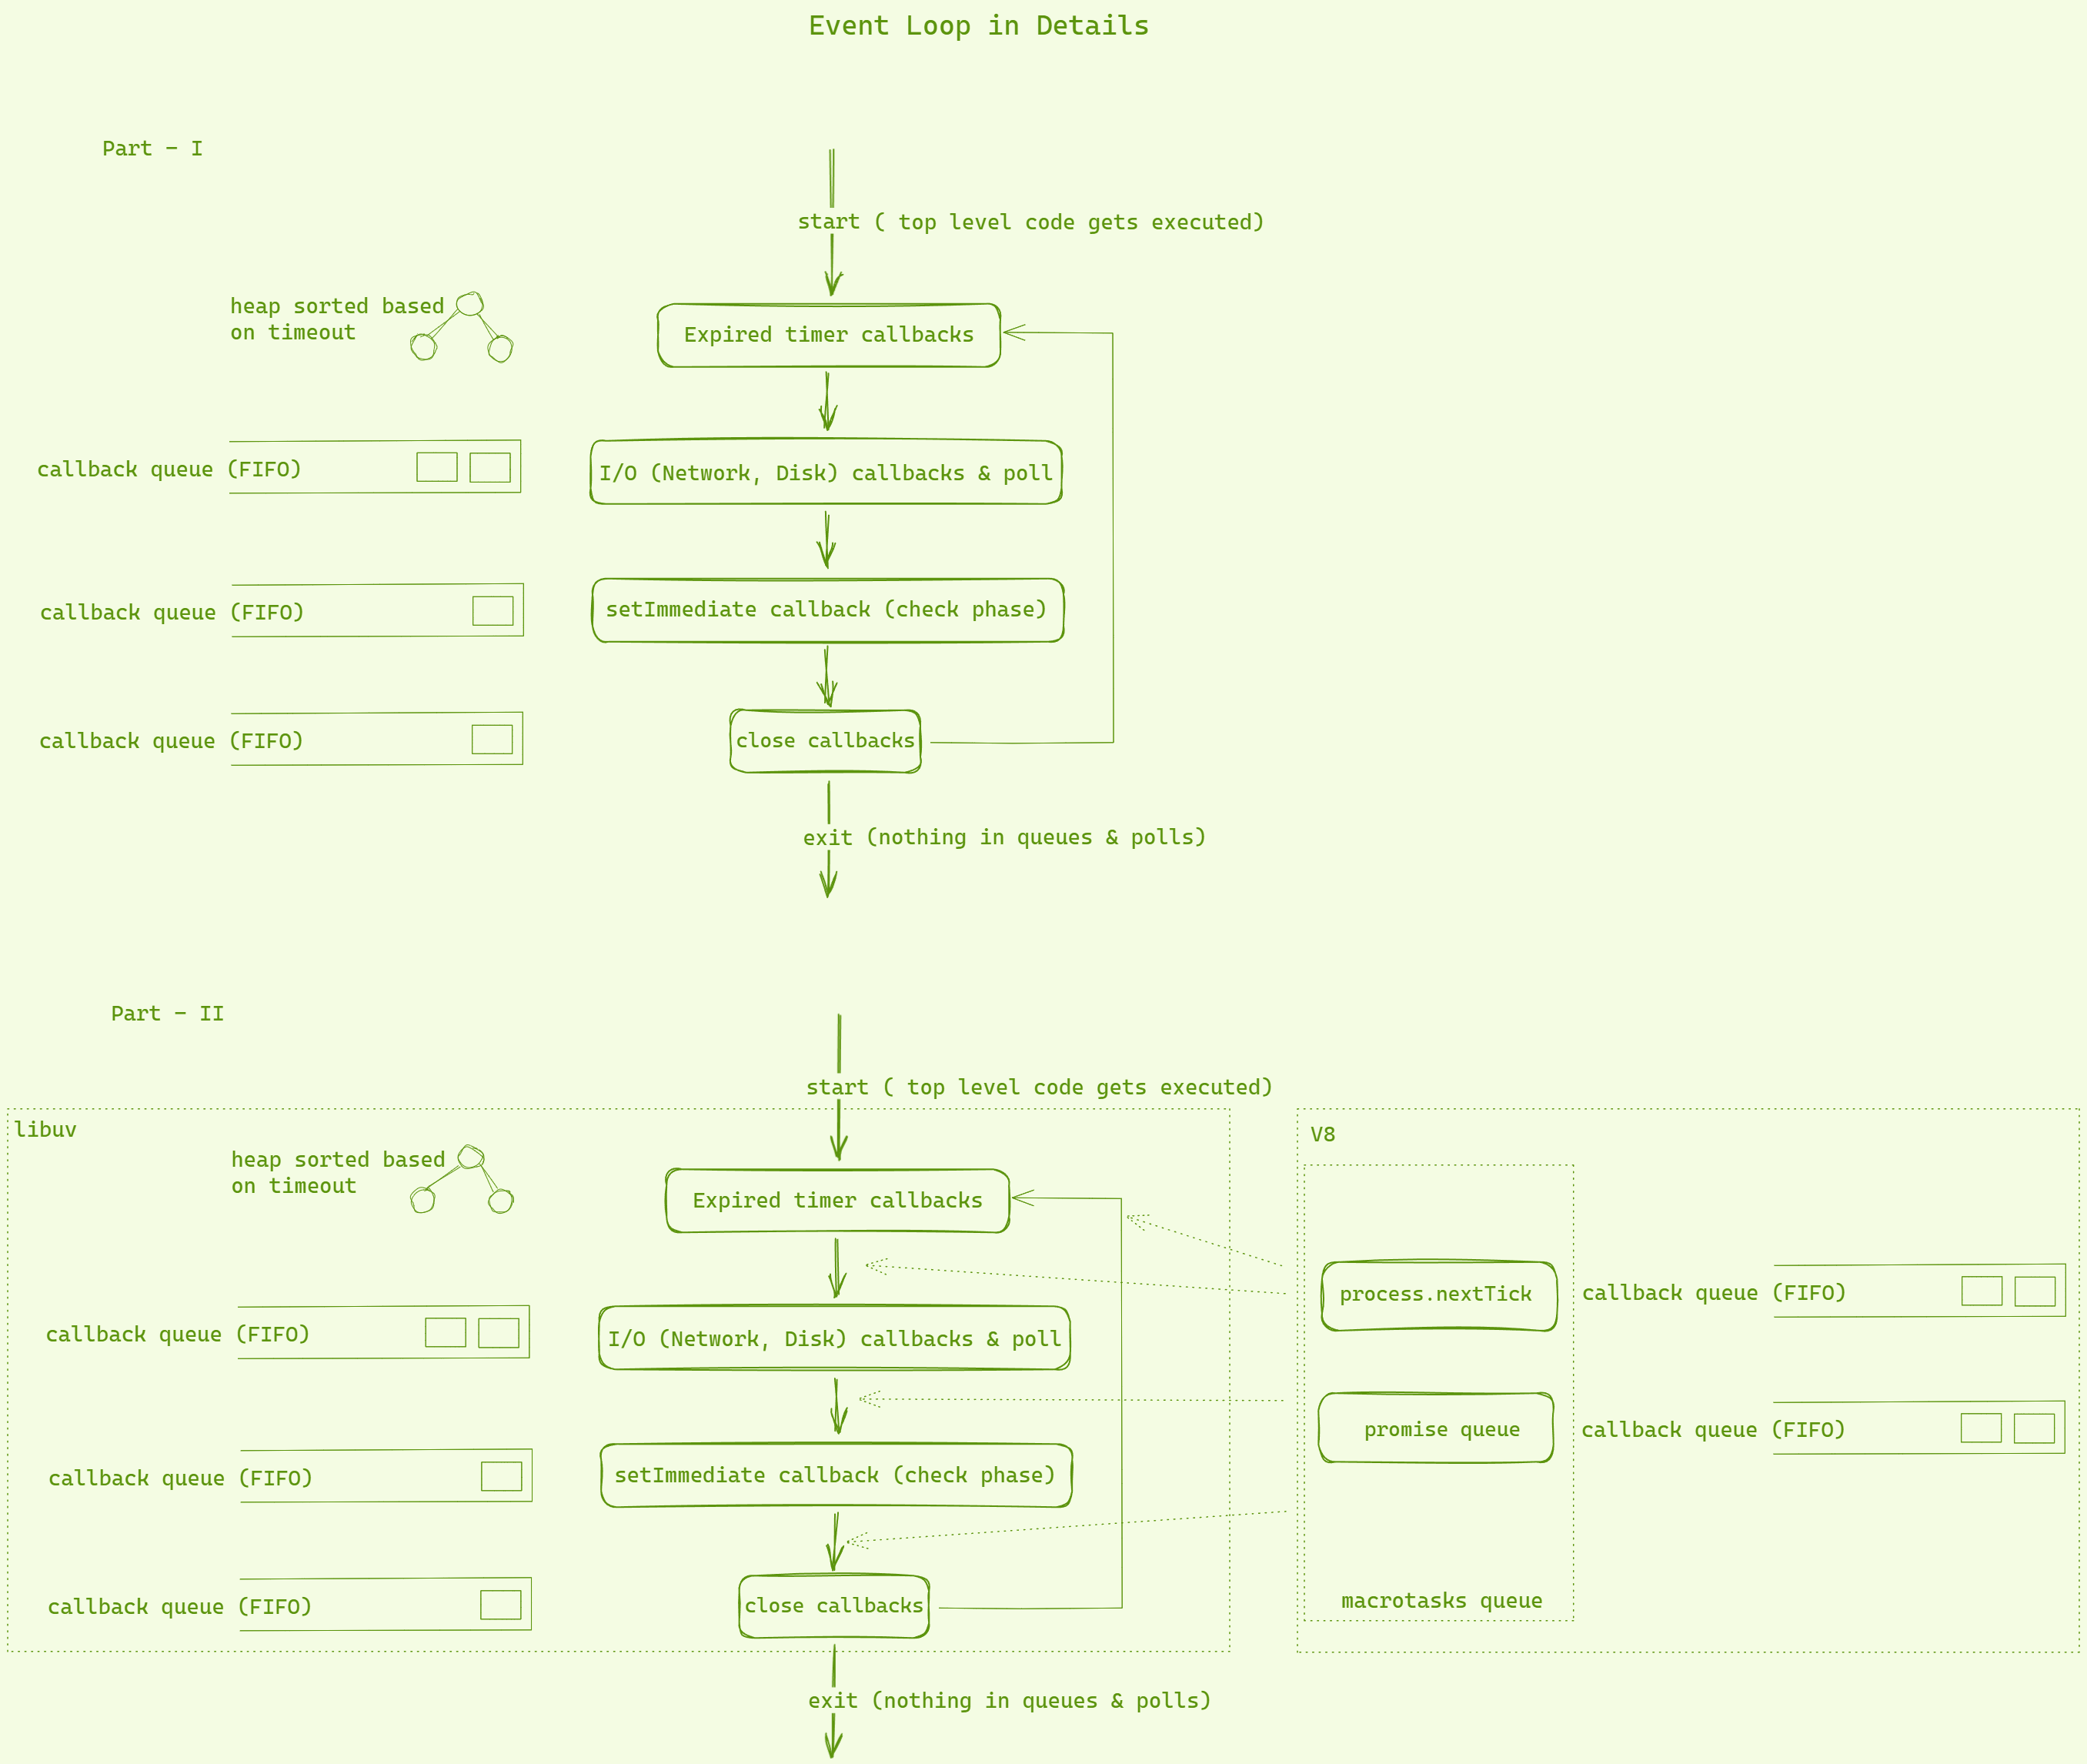 Event Loop in Details
Part - I
start ( top level code gets executed)
heap sorted based
on timeout
Expired timer callbacks
callback queue (FIFO)
I/O (Network, Disk) callbacks & poll
callback queue (FIFO)
setImmediate callback (check phase)
callback queue (FIFO)
close callbacks
exit (nothing in queues & polls)
Part - II
start ( top level code gets executed)
libuv
V8
heap sorted based
on timeout
Expired timer callbacks
process.nextTick
callback queue (FIFO)
callback queue (FIFO)
I/O (Network, Disk) callbacks & poll
promise queue
callback queue (FIFO)
callback queue (FIFO)
setImmediate callback (check phase)
callback queue (FIFO)
close callbacks
macrotasks queue
exit (nothing in queues & polls)